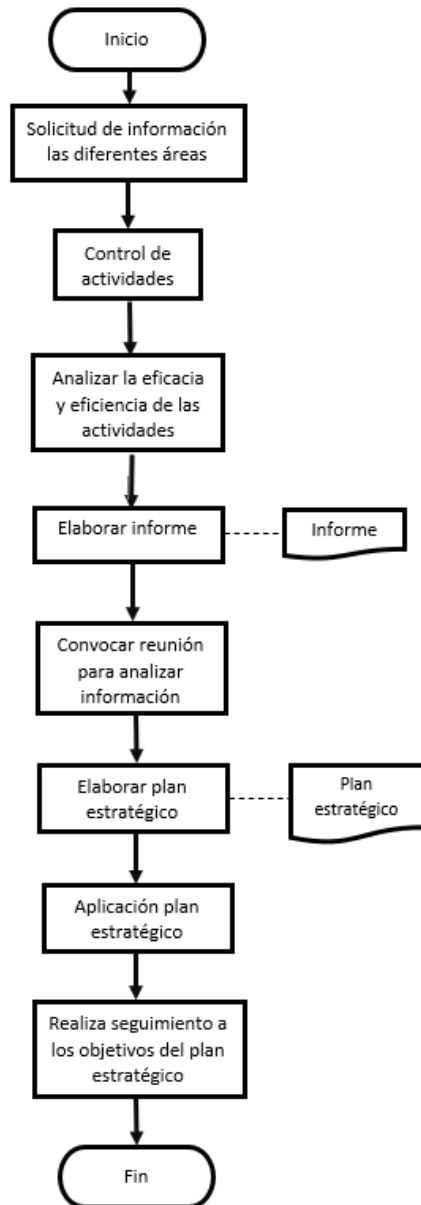 Inicio
Solicitud de información
las diferentes áreas
Control de
actividades
Analizar la eficacia
y eficiencia de las
actividades
Elaborar informe
Informe
Convocar reunión
para analizar
información
Elaborar plan
estratégico
Plan
estratégico
Aplicación plan
estratégico
Realiza seguimiento a
los objetivos del plan
estratégico
Fin